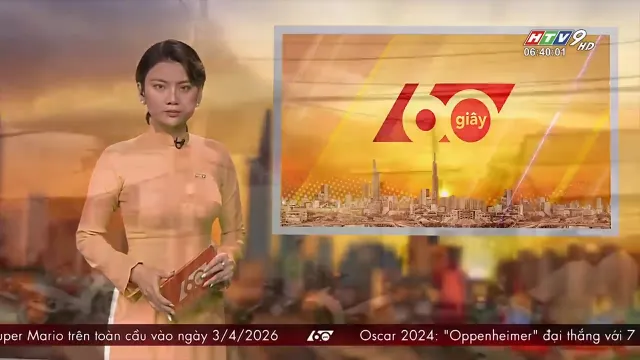 HTV9 HD
06:40:01
60
giây
uper Mario trên toàn cầu vào ngày 3/4/2026 60 Oscar 2024: "Oppenheimer" đại thắng với 7